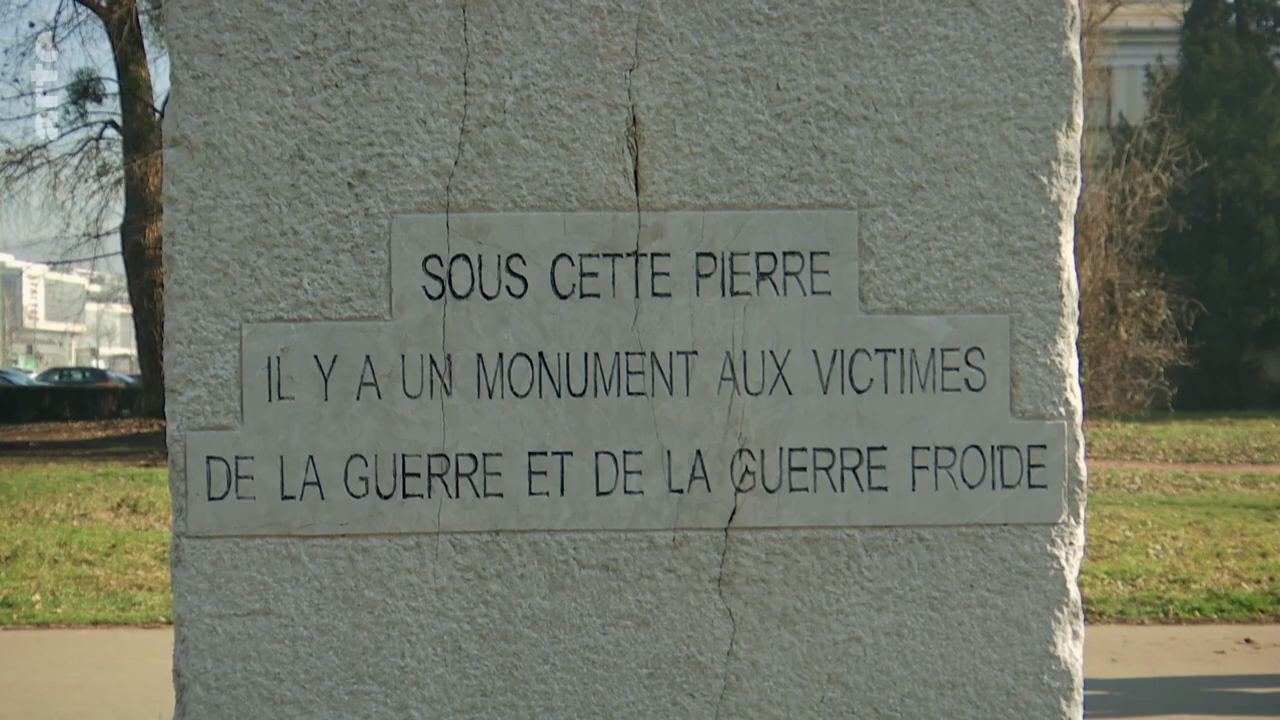 arte
SOUS CETTE PIERRE
IL Y A UN MONUMENT AUX VICTIMES
DE LA GUERRE ET DE LA GUERRE FROIDE